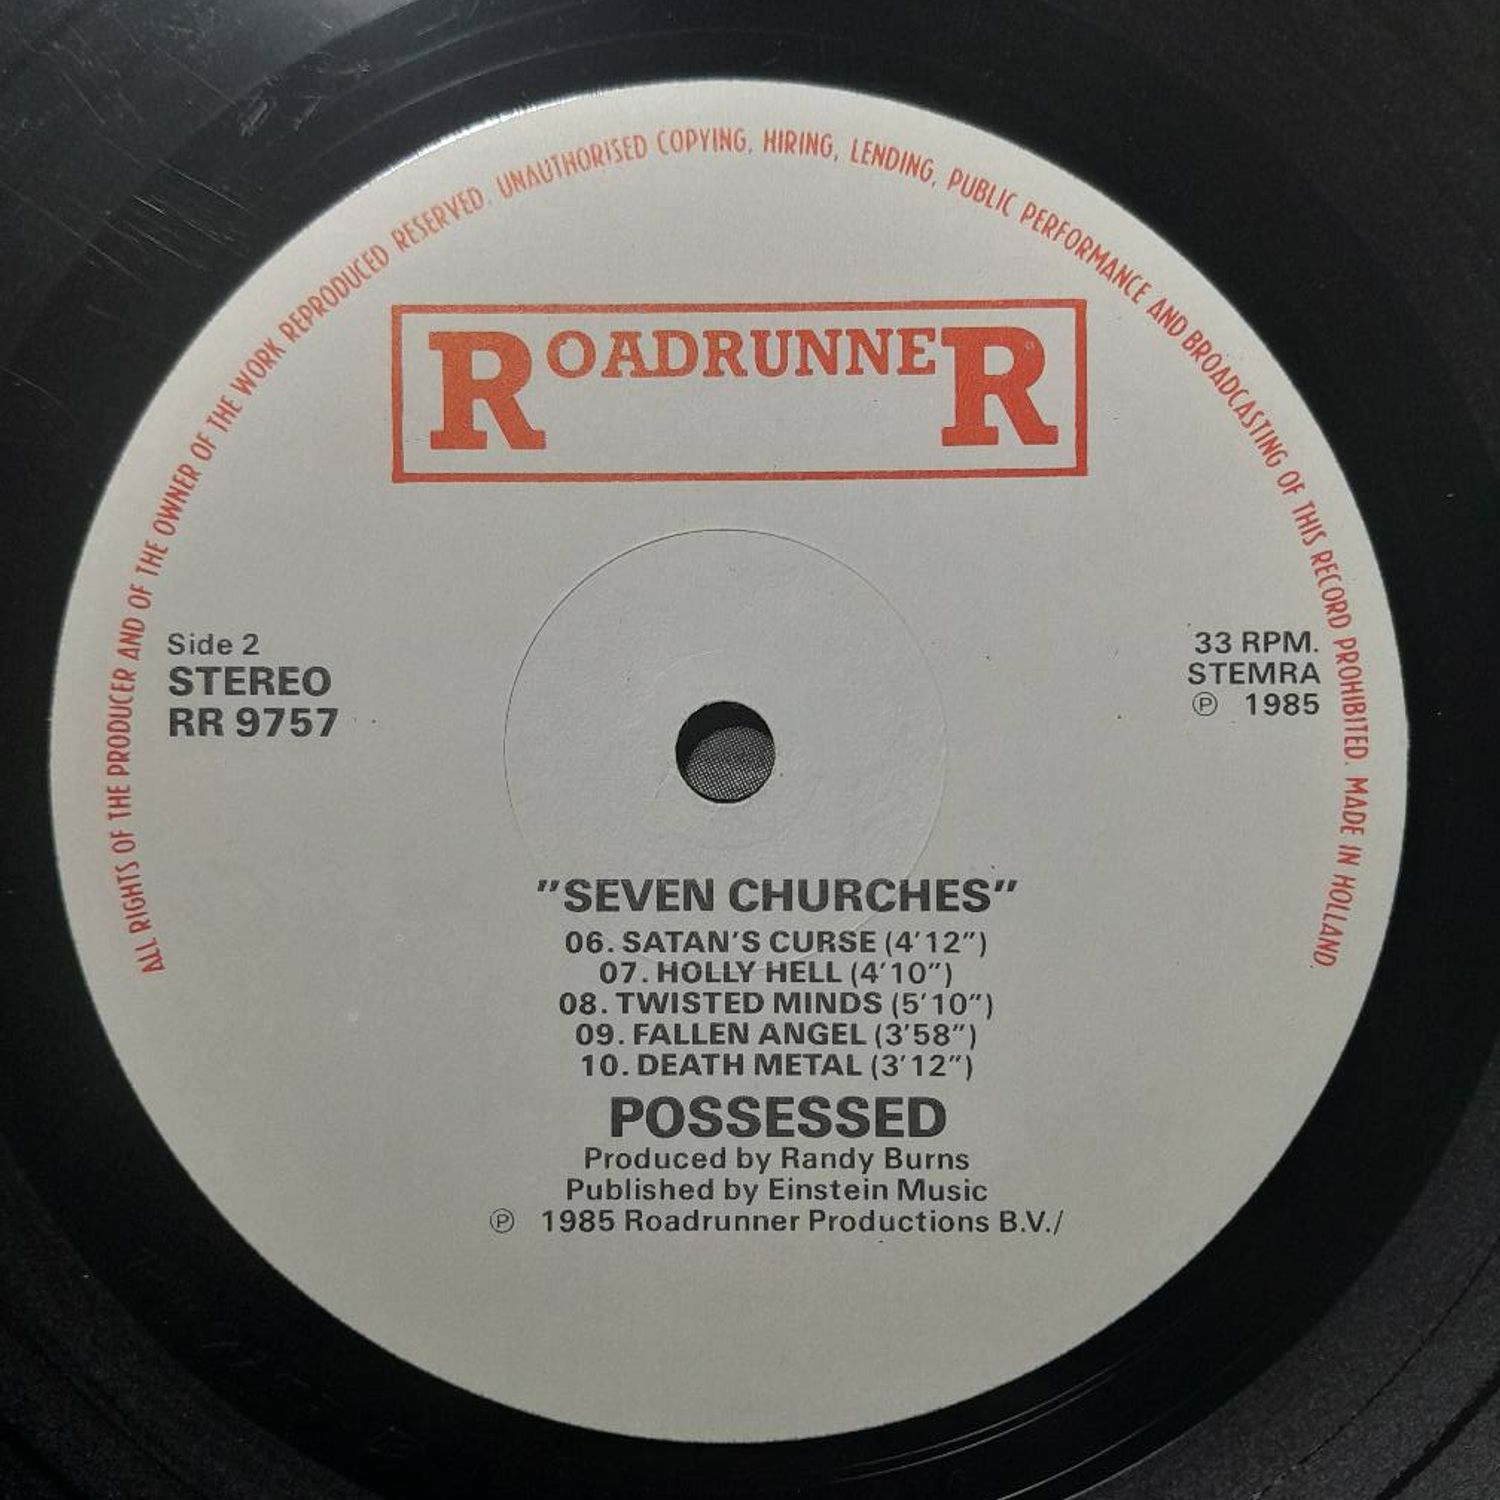 ALL RIGHTS OF THE PRODUCER AND OF THE OWNER OF THE WORK REPRODUCED RESERVED. UNAUTHORISED COPYING, HIRING, LENDING, PUBLIC PERFORMANCE AND BROADCASTING OF THIS RECORD PROHIBITED. MADE IN HOLLAND.
ROADRUNNER
Side 2
STEREO
RR 9757
33 RPM.
STEMRA
℗ 1985
"SEVEN CHURCHES"
06. SATAN'S CURSE (4'12")
07. HOLLY HELL (4'10")
08. TWISTED MINDS (5'10")
09. FALLEN ANGEL (3'58")
10. DEATH METAL (3'12")
POSSESSED
Produced by Randy Burns
Published by Einstein Music
℗ 1985 Roadrunner Productions B.V./